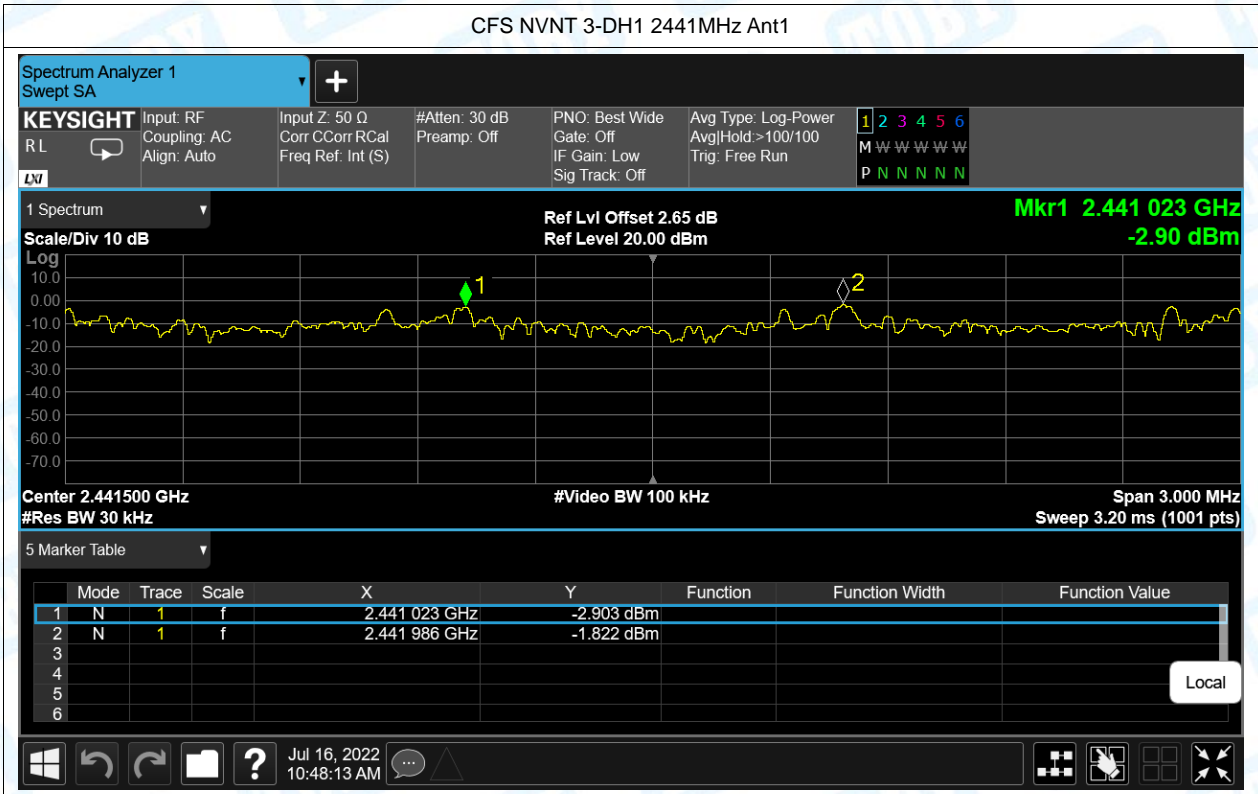 CFS NVNT 3-DH1 2441MHz Ant1
Spectrum Analyzer 1
Swept SA
KEYSIGHT Input: RF Input Z: 50 Ω #Atten: 30 dB PNO: Best Wide Avg Type: Log-Power 1 2 3 4 5 6
RL Coupling: AC Corr CCorr RCal Preamp: Off Gate: Off Avg|Hold:>100/100 M W W W W W
Align: Auto Freq Ref: Int (S) IF Gain: Low Trig: Free Run
LXI Sig Track: Off P N N N N N
1 Spectrum Ref Lvl Offset 2.65 dB Mkr1 2.441 023 GHz
Scale/Div 10 dB Ref Level 20.00 dBm -2.90 dBm
Log
10.0
0.00
-10.0
-20.0
-30.0
-40.0
-50.0
-60.0
-70.0
1
2
Center 2.441500 GHz #Video BW 100 kHz Span 3.000 MHz
#Res BW 30 kHz Sweep 3.20 ms (1001 pts)
5 Marker Table
Mode Trace Scale X Y Function Function Width Function Value
1 N 1 f 2.441 023 GHz -2.903 dBm
2 N 1 f 2.441 986 GHz -1.822 dBm
3
4
5
6
Local
? Jul 16, 2022
10:48:13 AM